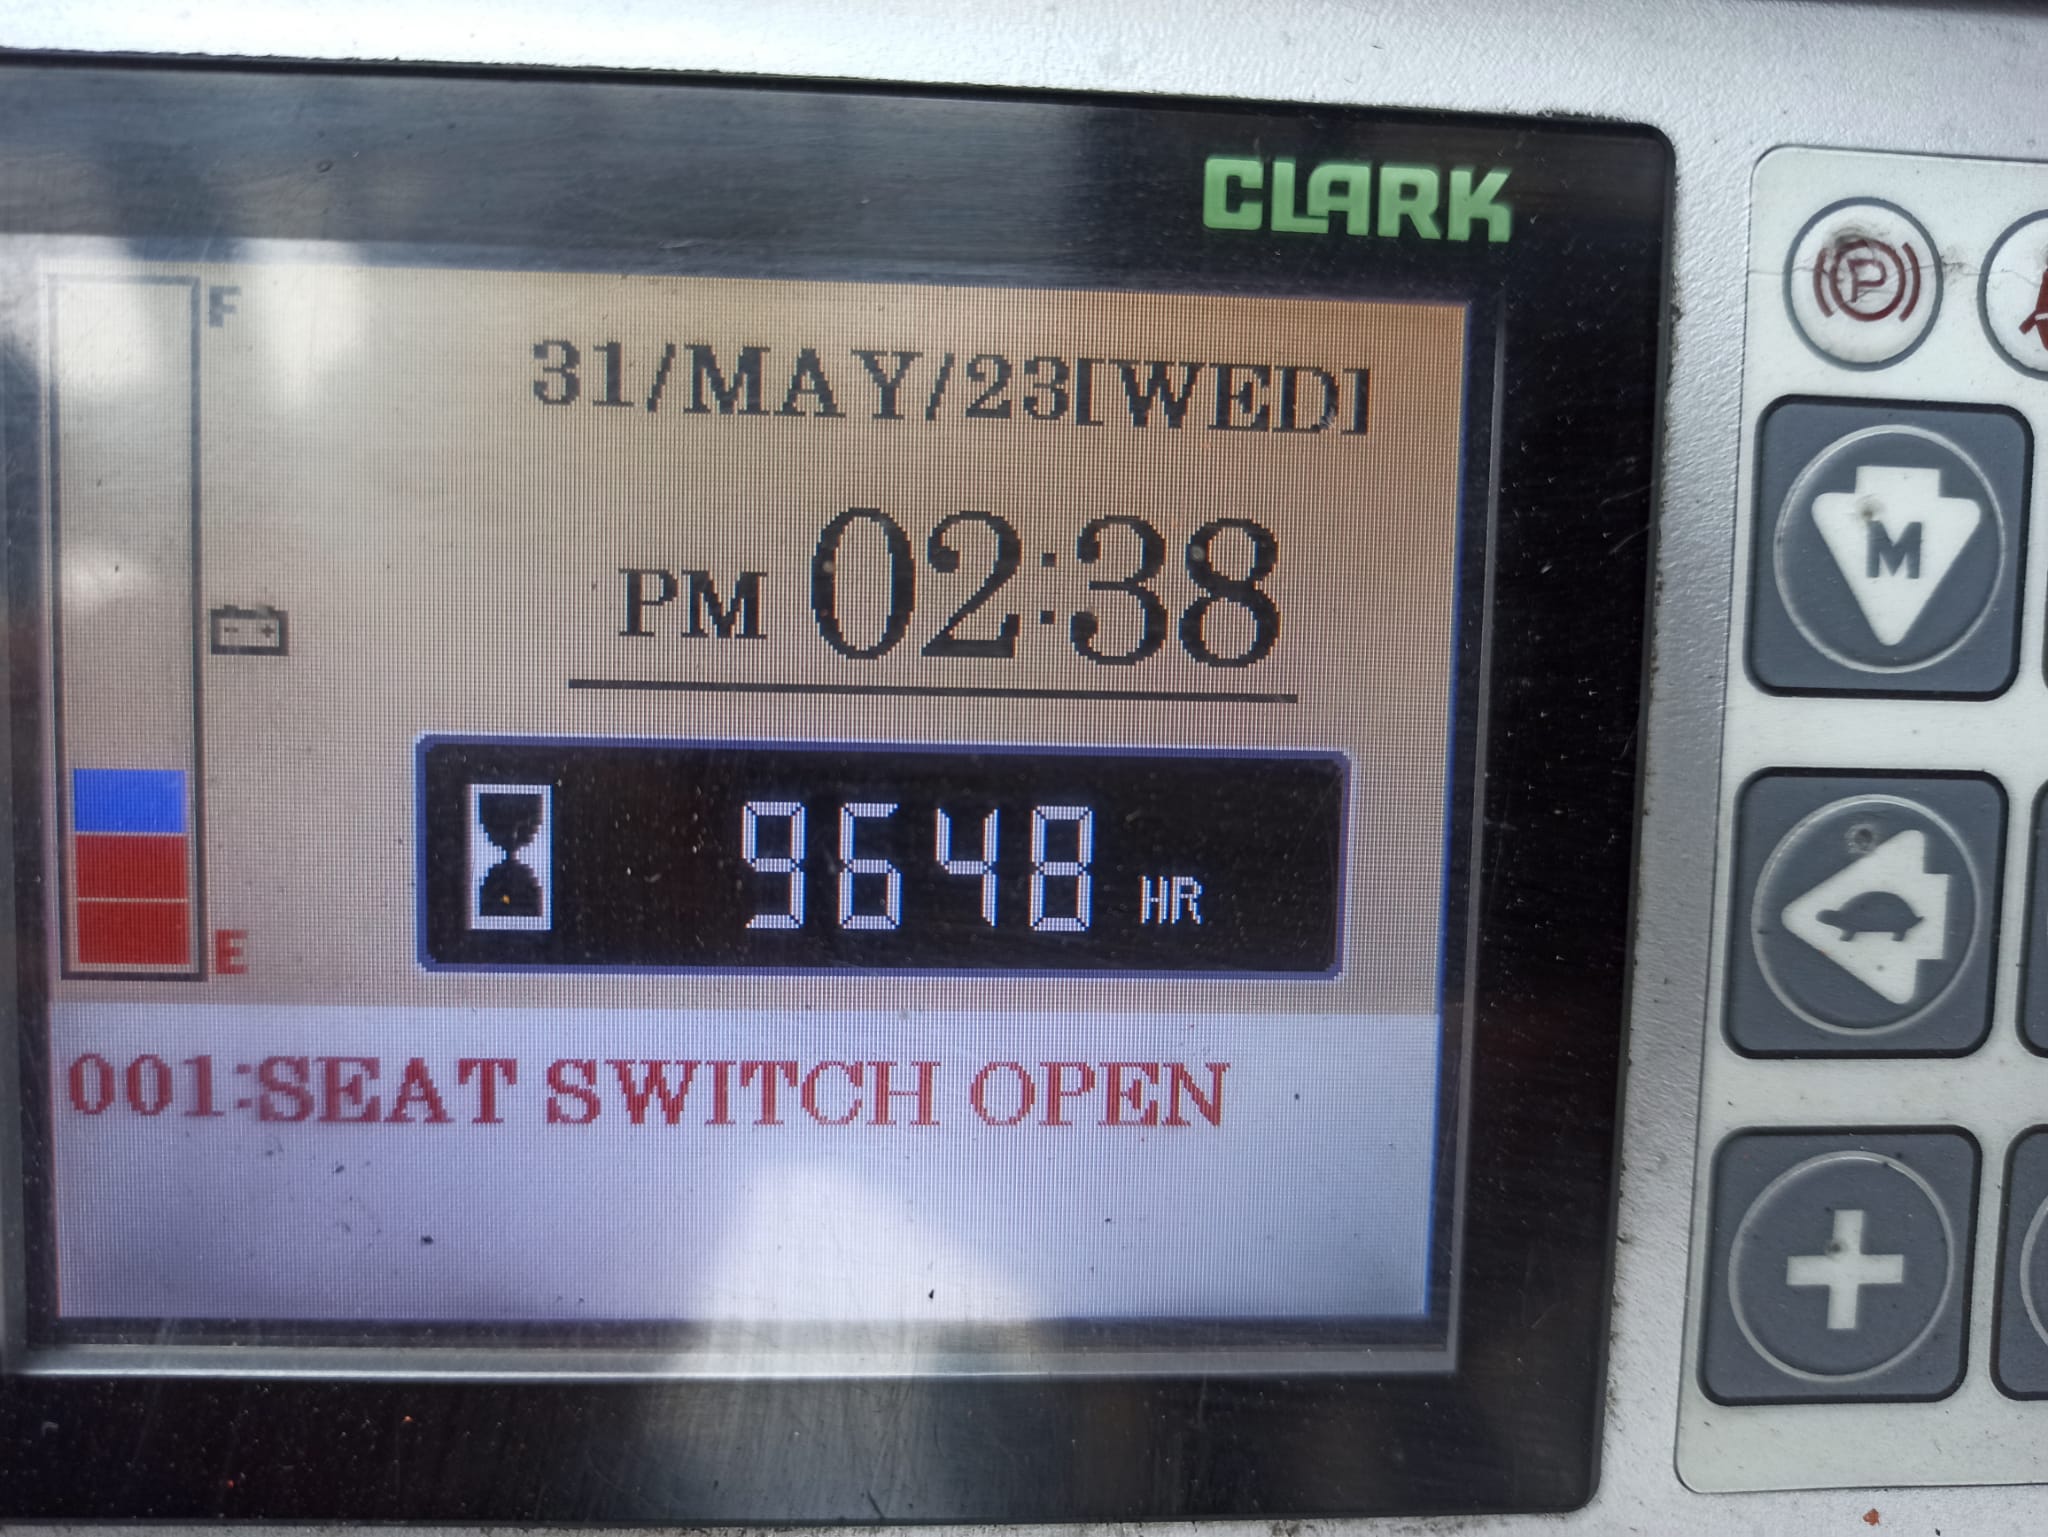 CLARK
F
31/MAY/23[WED]
PM 02:38
9648 HR
E
001:SEAT SWITCH OPEN
P
M